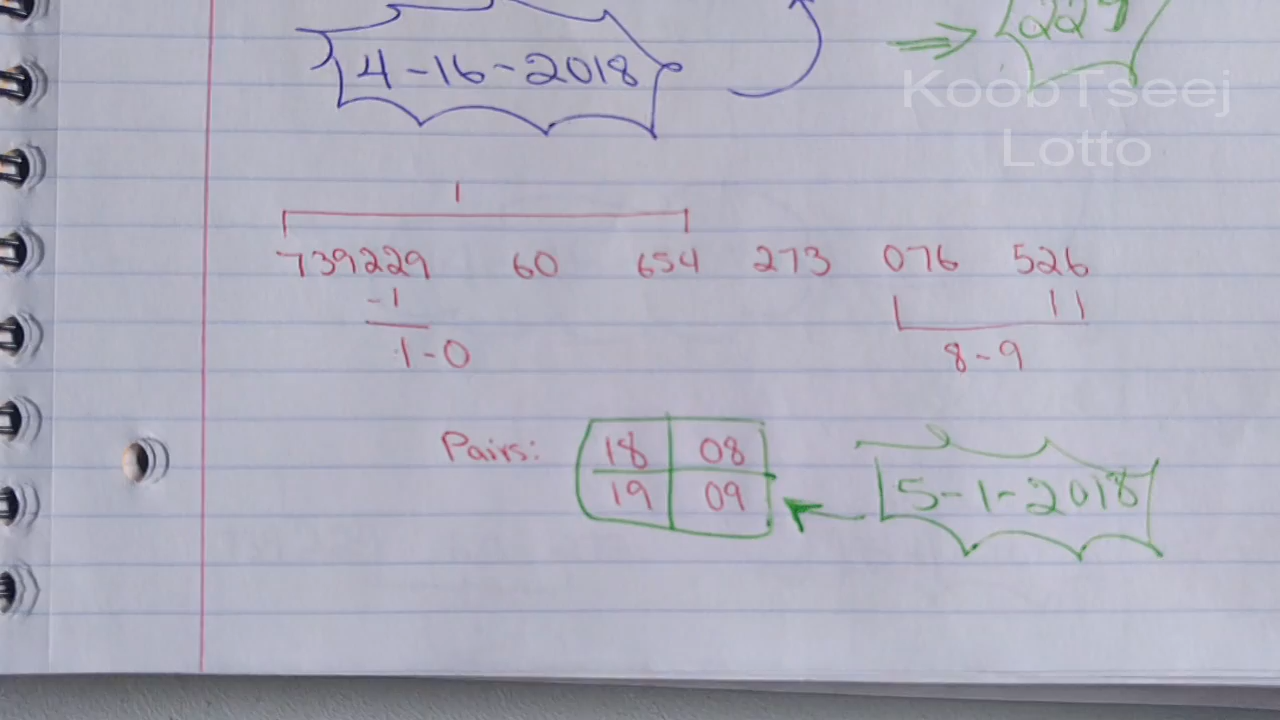 229
4-16-2018
KoobTseej
Lotto
1
739229 60 654 273 076 526
-1 11
1-0 8-9
Pairs: 18 08
19 09
5-1-2018